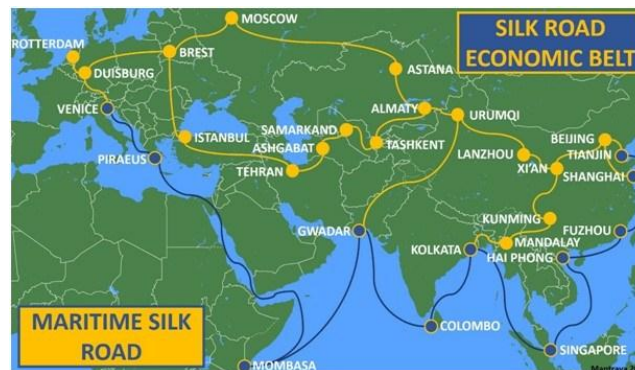 MOSCOW
SILK ROAD
ECONOMIC BELT
ROTTERDAM
BREST
DUISBURG
ASTANA
VENICE
ALMATY
URUMQI
ISTANBUL
SAMARKAND
BEIJING
ASHGABAT
TASHKENT
LANZHOU
TIANJIN
PIRAEUS
TEHRAN
XI'AN
SHANGHAI
KUNMING
GWADAR
FUZHOU
KOLKATA
MANDALAY
HAI PHONG
MARITIME SILK
ROAD
COLOMBO
SINGAPORE
MOMBASA